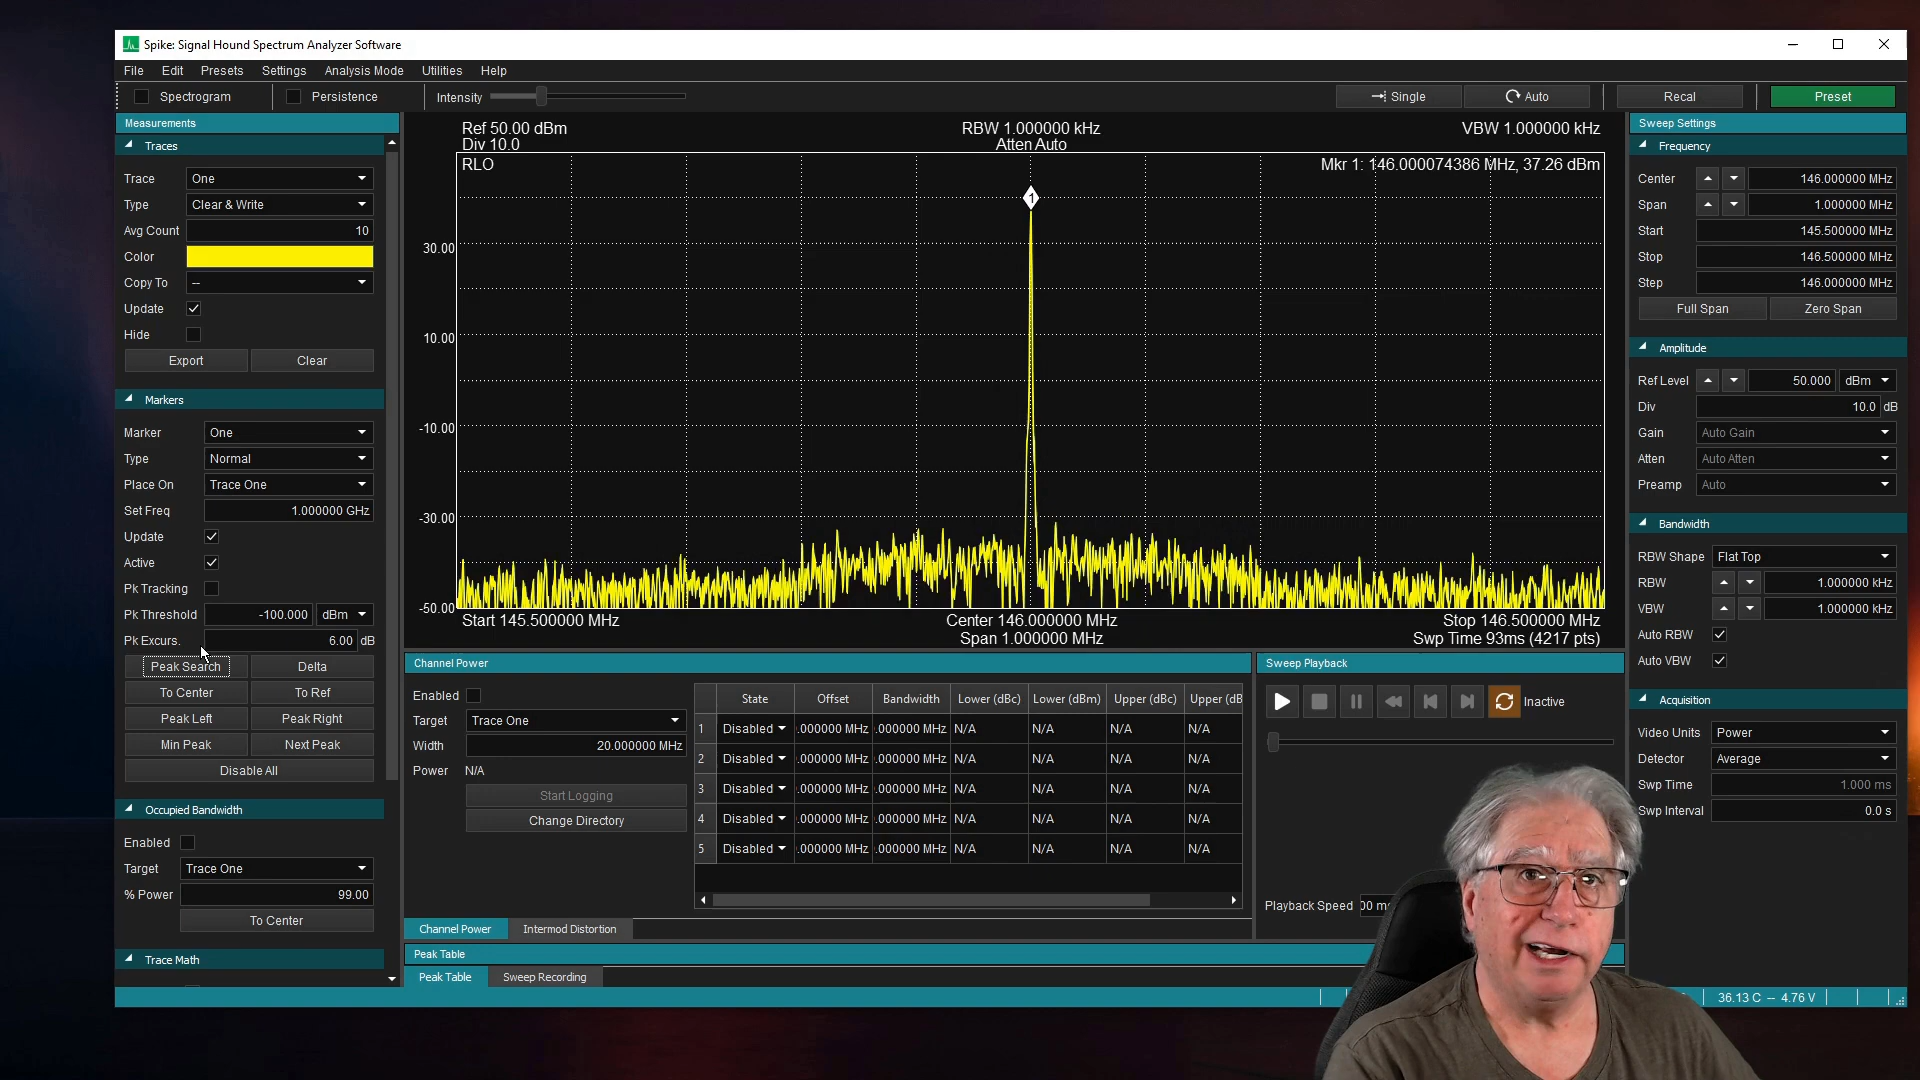 Spike: Signal Hound Spectrum Analyzer Software
File Edit Presets Settings Analysis Mode Utilities Help
Spectrogram Persistence Intensity Single Auto Recal Preset
Measurements
Traces
Trace One
Type Clear & Write
Avg Count 10
Color
Copy To --
Update
Hide
Export Clear
Markers
Marker One
Type Normal
Place On Trace One
Set Freq 1.000000 GHz
Update
Active
Pk Tracking
Pk Threshold -100.000 dBm
Pk Excurs. 6.00 dB
Peak Search Delta
To Center To Ref
Peak Left Peak Right
Min Peak Next Peak
Disable All
Occupied Bandwidth
Enabled
Target Trace One
% Power 99.00
To Center
Trace Math
Ref 50.00 dBm RBW 1.000000 kHz VBW 1.000000 kHz
Div 10.0 Atten Auto
RLO Mkr 1: 146.000074386 MHz, 37.26 dBm
1
30.00
10.00
-10.00
-30.00
-50.00
Start 145.500000 MHz Center 146.000000 MHz Stop 146.500000 MHz
Span 1.000000 MHz Swp Time 93ms (4217 pts)
Channel Power
Enabled
Target Trace One
Width 20.000000 MHz
Power N/A
Start Logging
Change Directory
State Offset Bandwidth Lower (dBc) Lower (dBm) Upper (dBc) Upper (dB
1 Disabled .000000 MHz .000000 MHz N/A N/A N/A N/A
2 Disabled .000000 MHz .000000 MHz N/A N/A N/A N/A
3 Disabled .000000 MHz .000000 MHz N/A N/A N/A N/A
4 Disabled .000000 MHz .000000 MHz N/A N/A N/A N/A
5 Disabled .000000 MHz .000000 MHz N/A N/A N/A N/A
Channel Power Intermod Distortion
Peak Table
Peak Table Sweep Recording
Sweep Playback
Inactive
Playback Speed
Sweep Settings
Frequency
Center 146.000000 MHz
Span 1.000000 MHz
Start 145.500000 MHz
Stop 146.500000 MHz
Step 146.000000 MHz
Full Span Zero Span
Amplitude
Ref Level 50.000 dBm
Div 10.0 dB
Gain Auto Gain
Atten Auto Atten
Preamp Auto
Bandwidth
RBW Shape Flat Top
RBW 1.000000 kHz
VBW 1.000000 kHz
Auto RBW
Auto VBW
Acquisition
Video Units Power
Detector Average
Swp Time 1.000 ms
Swp Interval 0.0 s
36.13 C -- 4.76 V